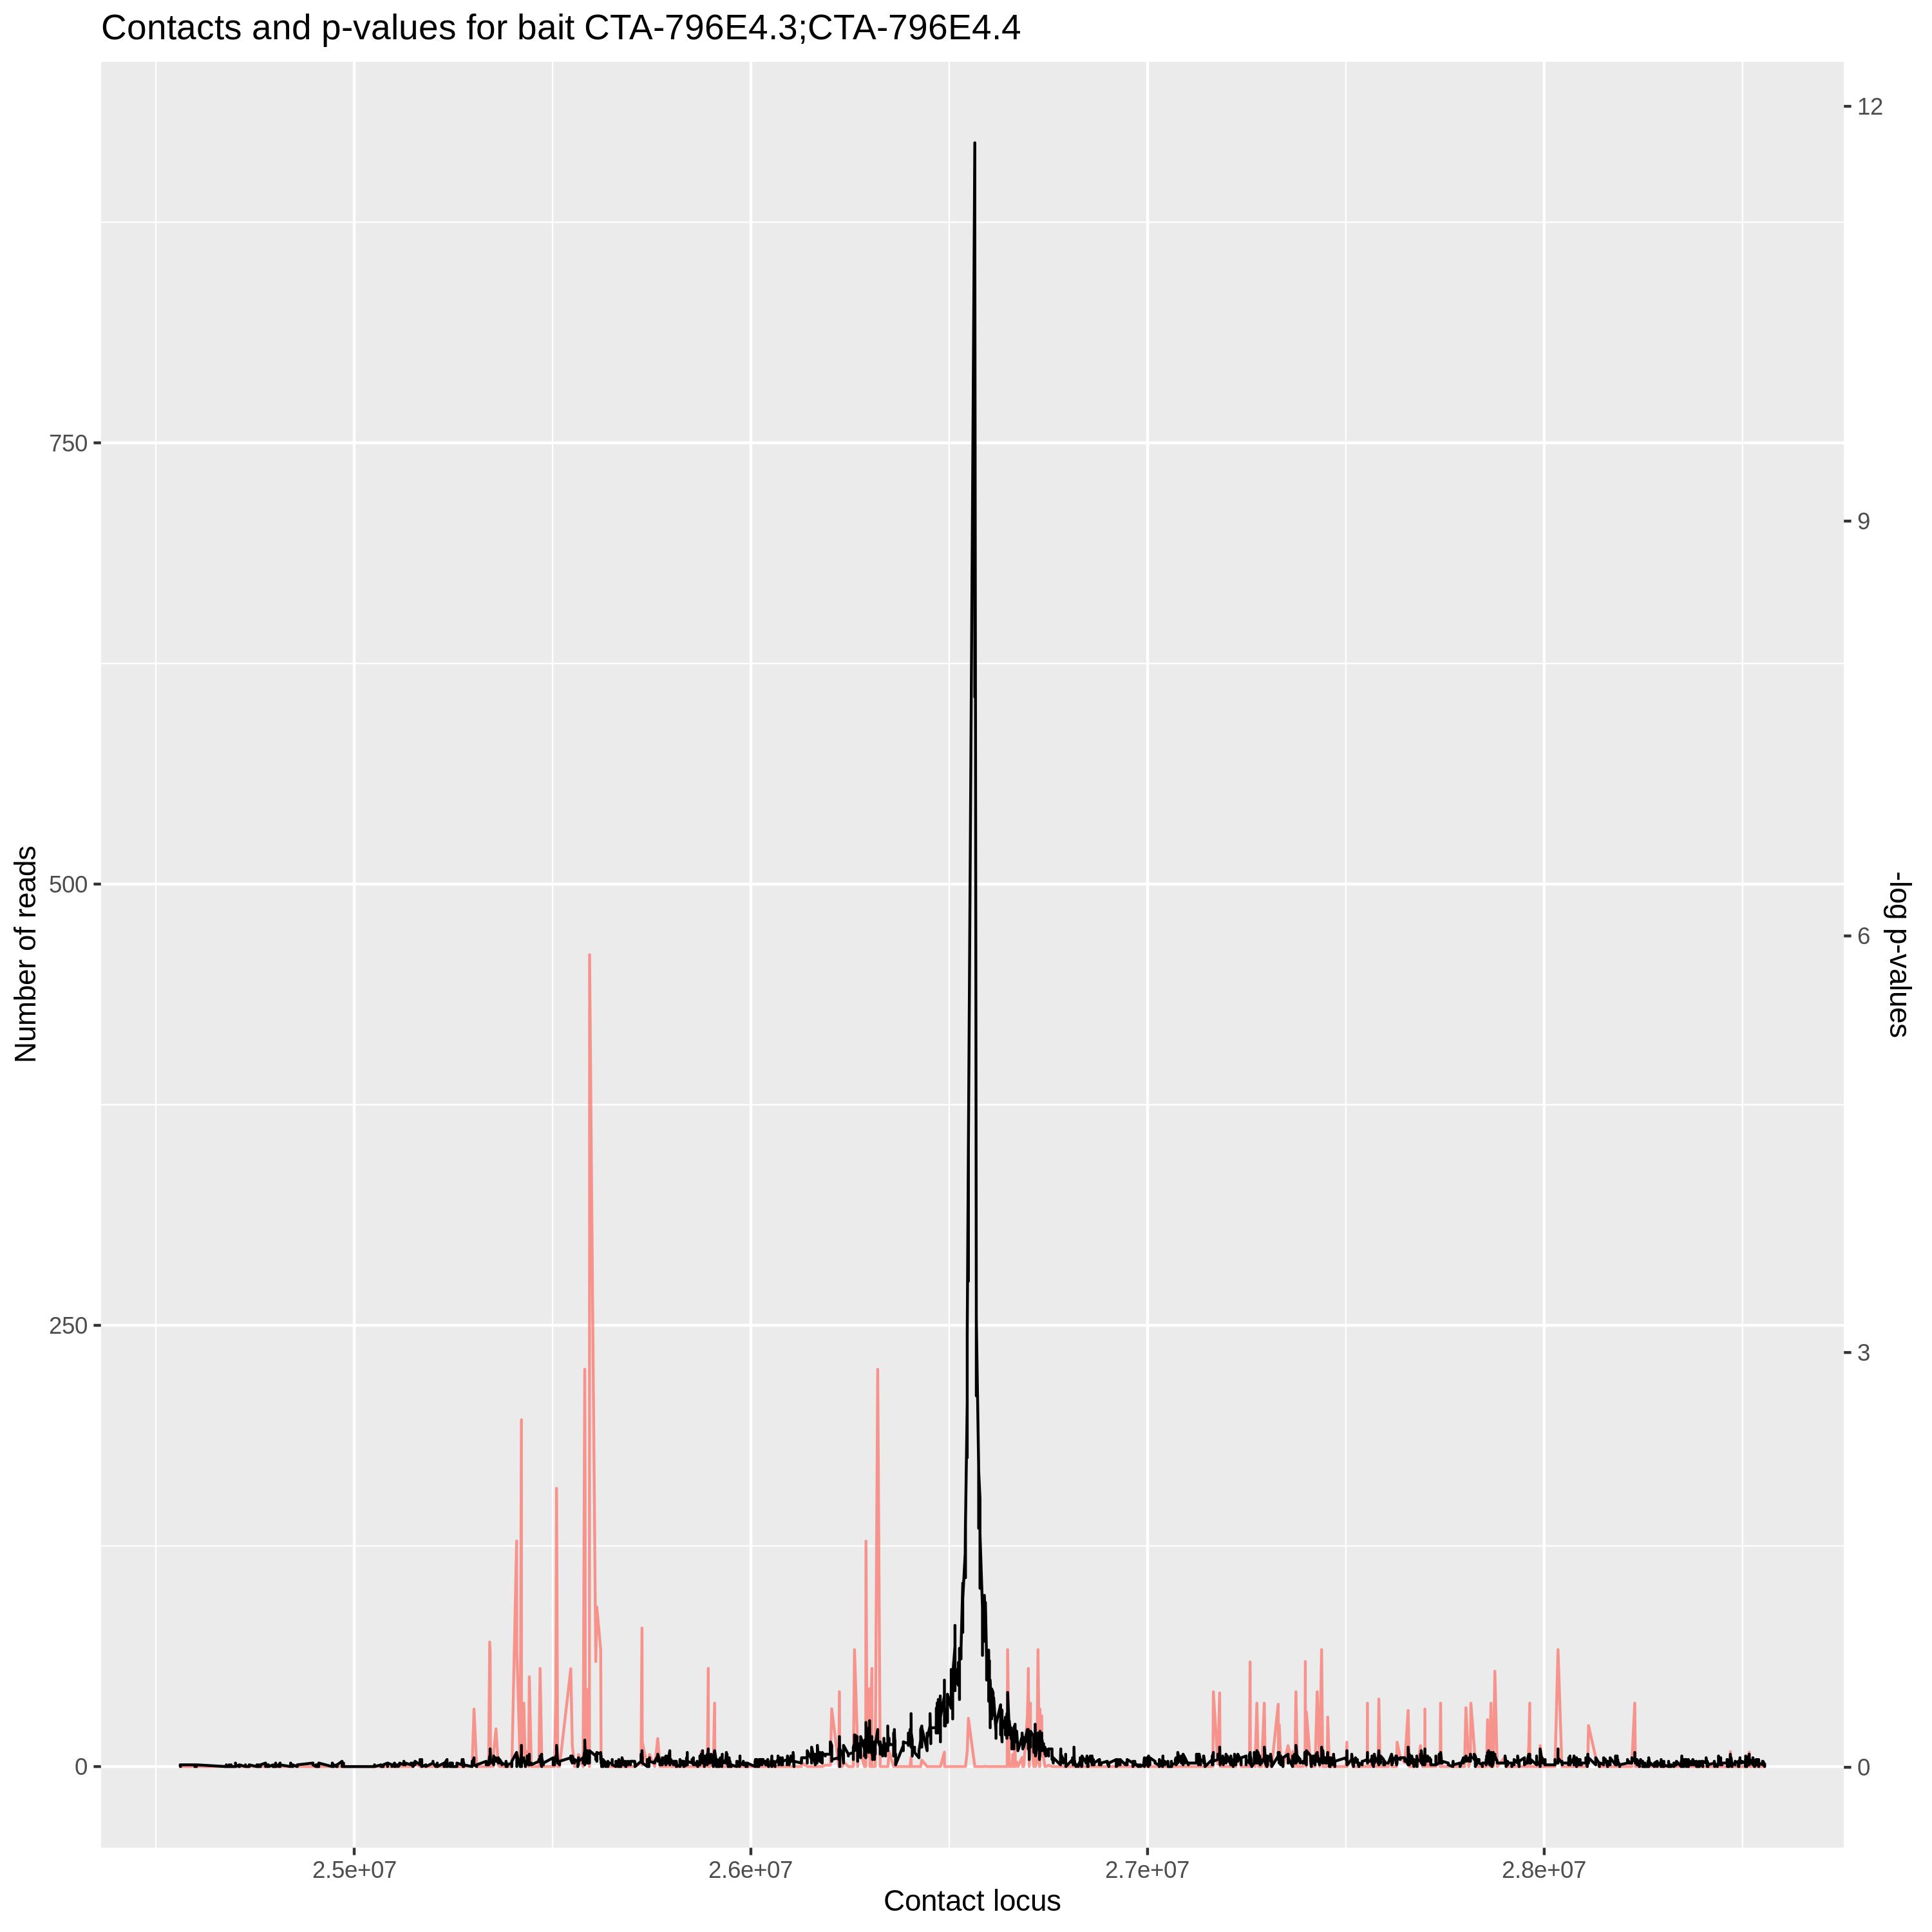 Contacts and p-values for bait CTA-796E4.3;CTA-796E4.4
12
750
9
Number of reads
500
6
-log p-values
250
3
0
0
2.5e+07
2.6e+07
2.7e+07
2.8e+07
Contact locus